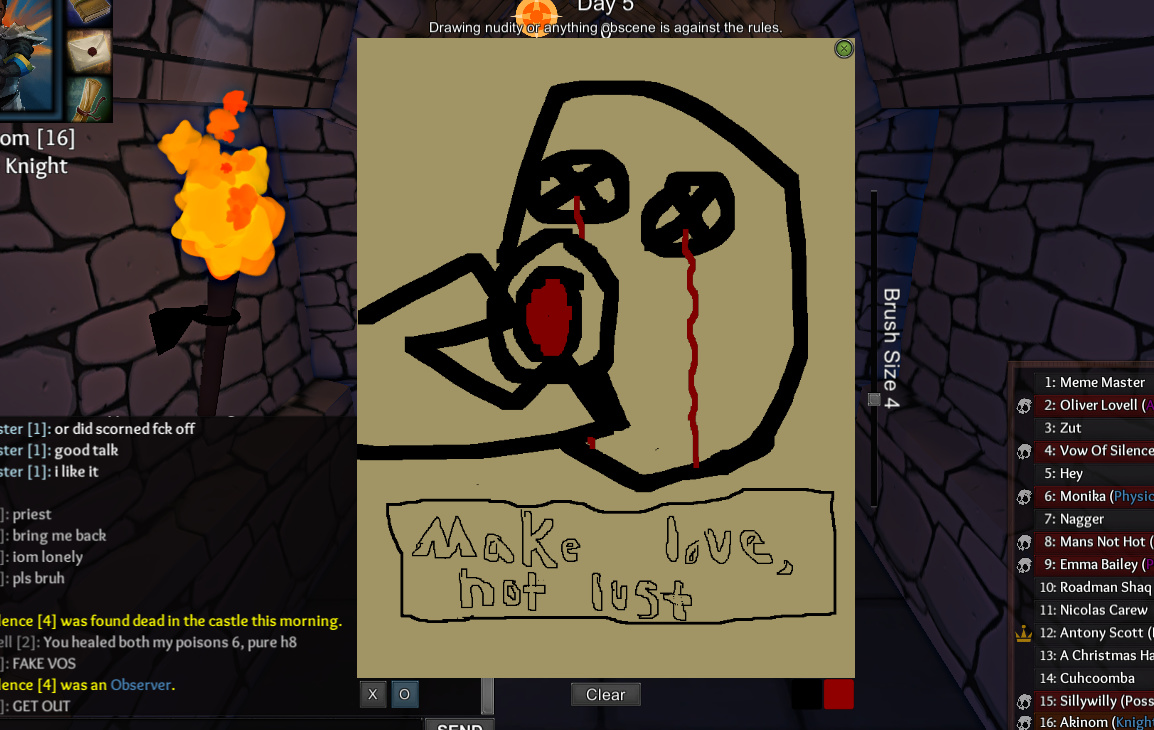 Day 5
Drawing nudity or anything obscene is against the rules.
om [16]
Knight
ster [1]: or did scorned fck off
ster [1]: good talk
ster [1]: i like it
]: priest
]: bring me back
]: iom lonely
]: pls bruh
lence [4] was found dead in the castle this morning.
ell [2]: You healed both my poisons 6, pure h8
]: FAKE VOS
lence [4] was an Observer.
]: GET OUT
SEND
Make love,
not lust
X O
Clear
Brush Size 4
1: Meme Master
2: Oliver Lovell (A
3: Zut
4: Vow Of Silence
5: Hey
6: Monika (Physic
7: Nagger
8: Mans Not Hot (
9: Emma Bailey (P
10: Roadman Shaq
11: Nicolas Carew
12: Antony Scott (
13: A Christmas Ha
14: Cuhcoomba
15: Sillywilly (Poss
16: Akinom (Knight